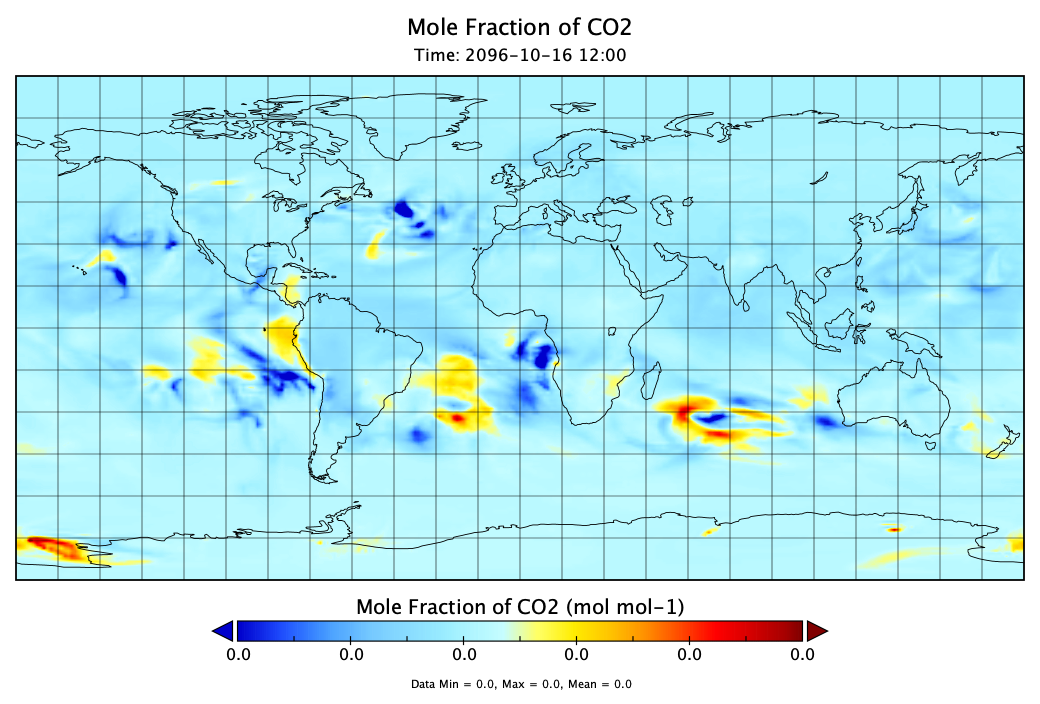 Mole Fraction of CO2
Time: 2096-10-16 12:00
Mole Fraction of CO2 (mol mol-1)
0.0 0.0 0.0 0.0 0.0 0.0
Data Min = 0.0, Max = 0.0, Mean = 0.0